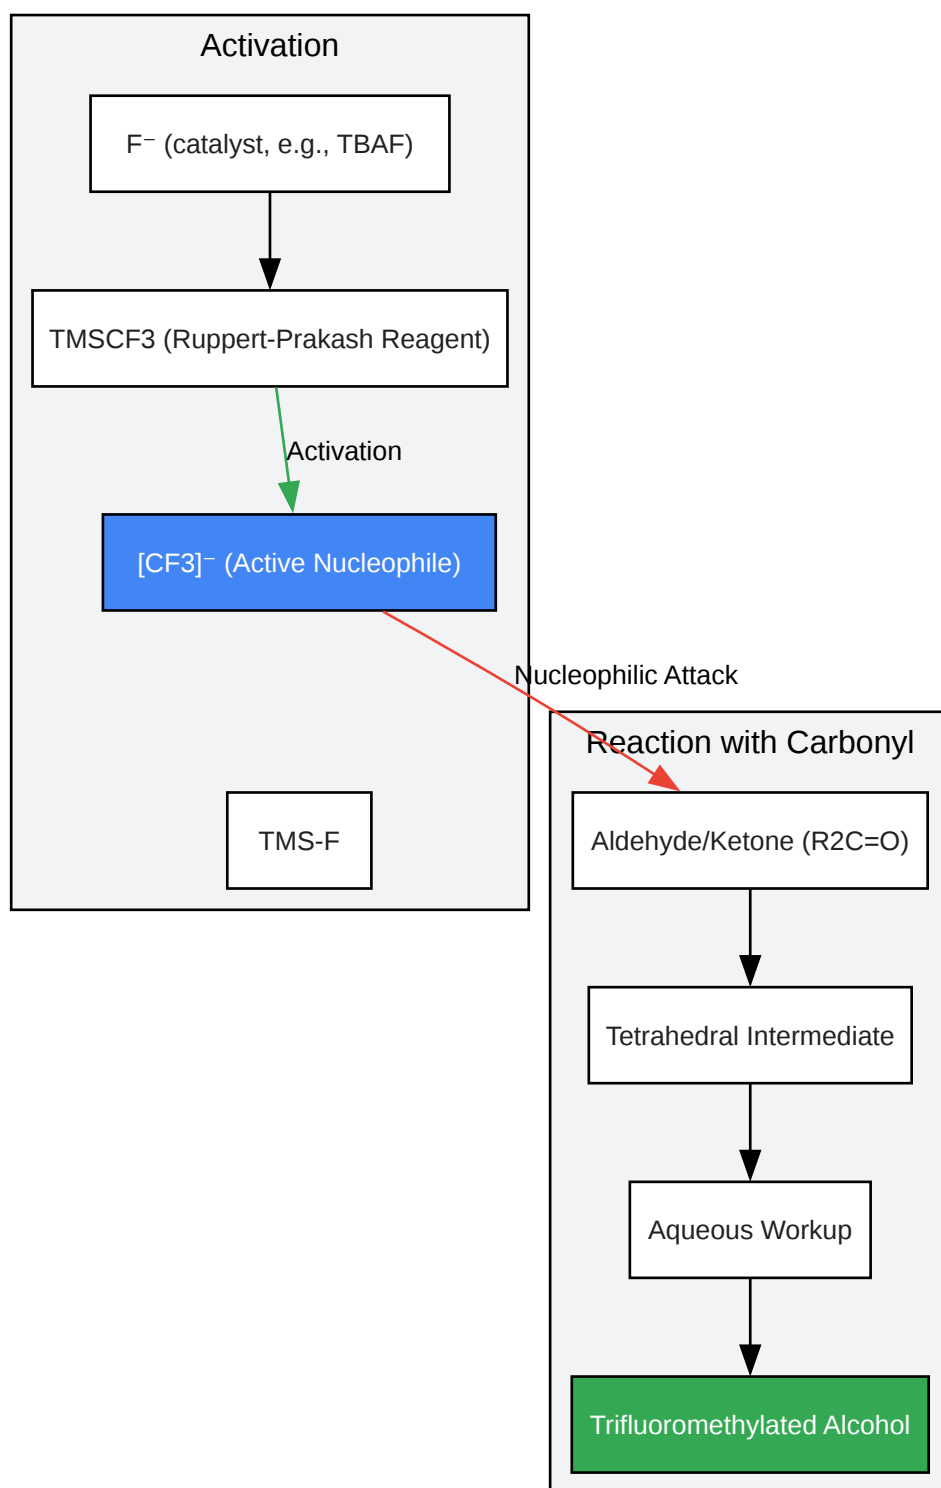 Activation
F⁻ (catalyst, e.g., TBAF)
TMSCF3 (Ruppert-Prakash Reagent)
Activation
[CF3]⁻ (Active Nucleophile)
Nucleophilic Attack
Reaction with Carbonyl
TMS-F
Aldehyde/Ketone (R2C=O)
Tetrahedral Intermediate
Aqueous Workup
Trifluoromethylated Alcohol